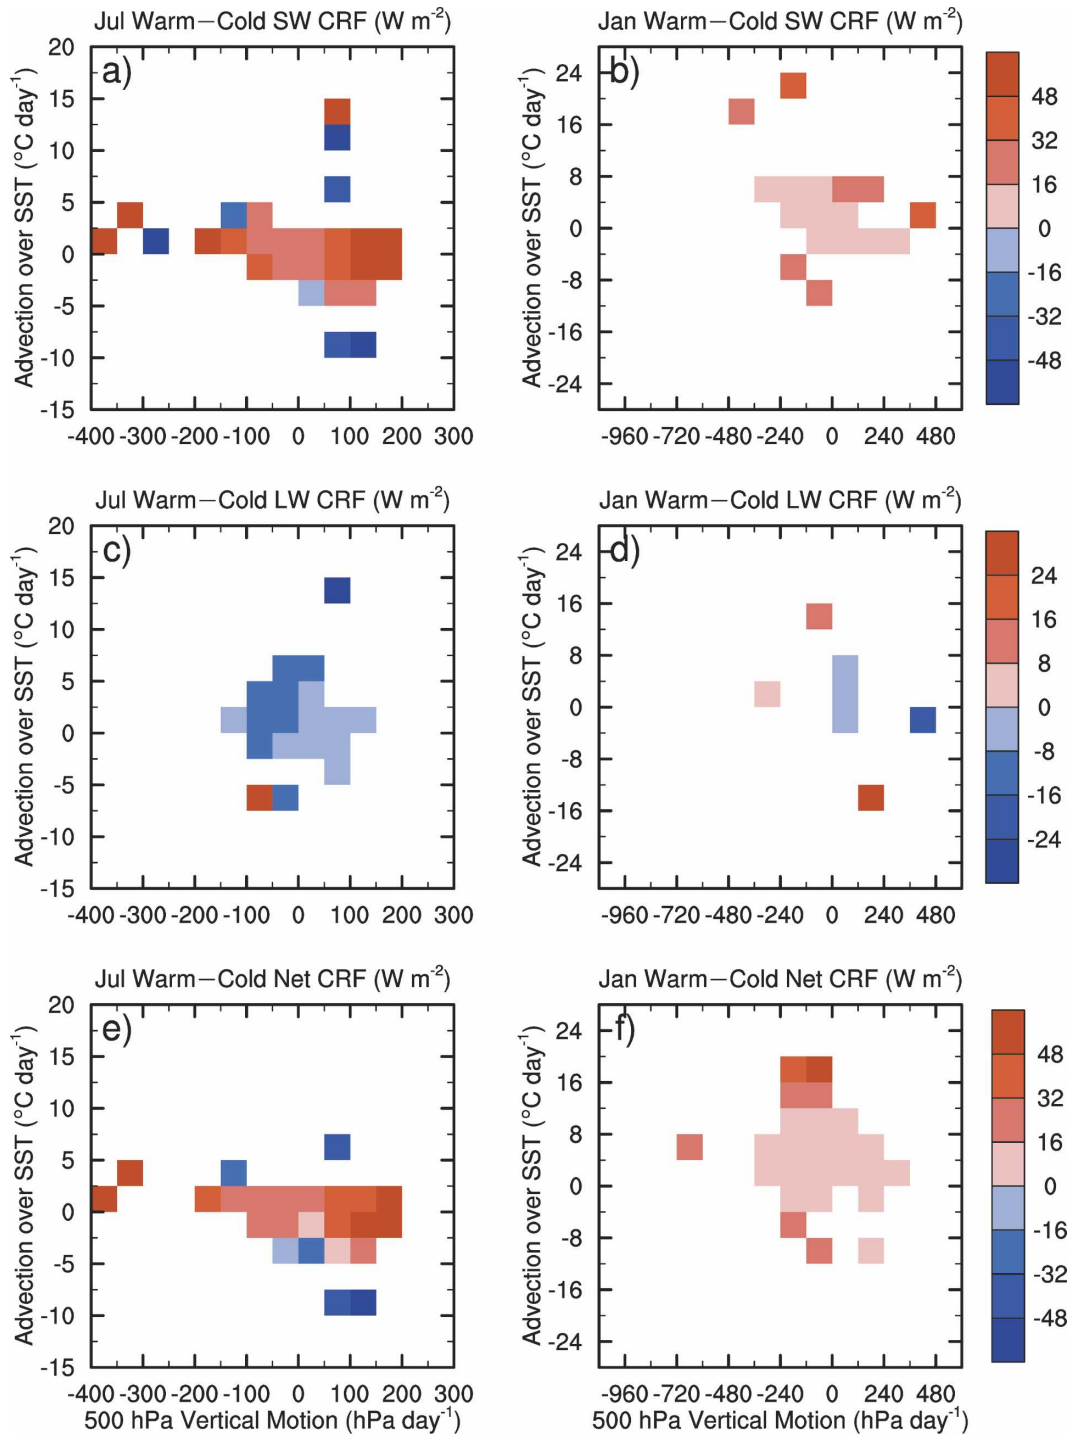 Jul Warm−Cold SW CRF (W m-2)
Jan Warm−Cold SW CRF (W m-2)
a)
20
15
10
5
0
-5
-10
-15
Advection over SST (°C day-1)
-400 -300 -200 -100 0 100 200 300
b)
24
16
8
0
-8
-16
-24
Advection over SST (°C day-1)
-960 -720 -480 -240 0 240 480
48
32
16
0
-16
-32
-48
Jul Warm−Cold LW CRF (W m-2)
Jan Warm−Cold LW CRF (W m-2)
c)
20
15
10
5
0
-5
-10
-15
Advection over SST (°C day-1)
-400 -300 -200 -100 0 100 200 300
d)
24
16
8
0
-8
-16
-24
Advection over SST (°C day-1)
-960 -720 -480 -240 0 240 480
24
16
8
0
-8
-16
-24
Jul Warm−Cold Net CRF (W m-2)
Jan Warm−Cold Net CRF (W m-2)
e)
20
15
10
5
0
-5
-10
-15
Advection over SST (°C day-1)
-400 -300 -200 -100 0 100 200 300
500 hPa Vertical Motion (hPa day-1)
f)
24
16
8
0
-8
-16
-24
Advection over SST (°C day-1)
-960 -720 -480 -240 0 240 480
500 hPa Vertical Motion (hPa day-1)
48
32
16
0
-16
-32
-48